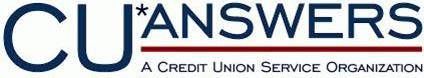 CU*ANSWERS
A CREDIT UNION SERVICE ORGANIZATION